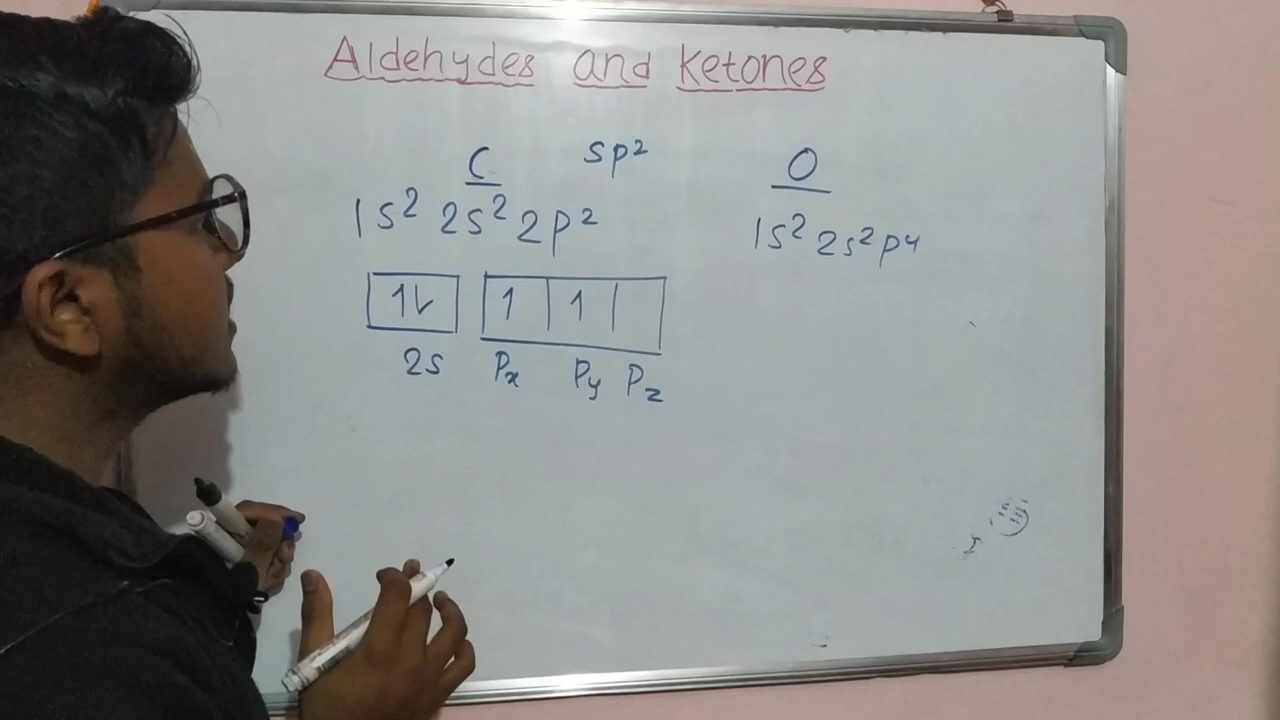 Aldehydes and Ketones
C sp² O
1s² 2s² 2p² 1s² 2s² p⁴
1⇂ 1 1
2s Px Py Pz